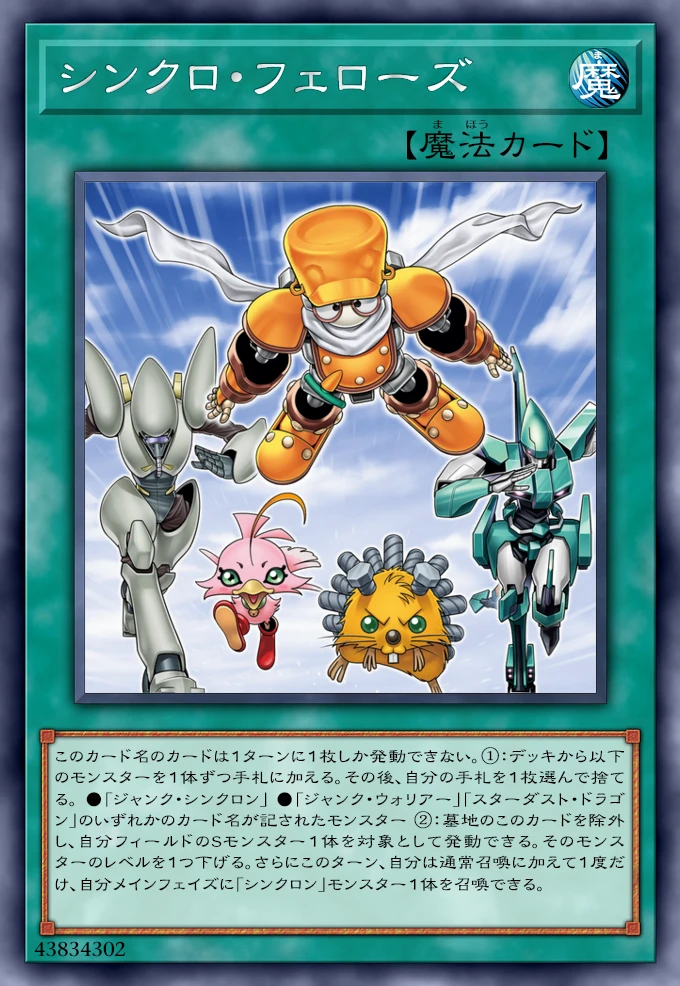 シンクロ・フェローズ
魔
ま
ま ほう
【魔法カード】
このカード名のカードは1ターンに1枚しか発動できない。①:デッキから以下
のモンスターを1体ずつ手札に加える。その後、自分の手札を1枚選んで捨て
る。 ●「ジャンク・シンクロン」 ●「ジャンク・ウォリアー」「スターダスト・ドラゴ
ン」のいずれかのカード名が記されたモンスター ②:墓地のこのカードを除外
し、自分フィールドのSモンスター1体を対象として発動できる。そのモンス
ターのレベルを1つ下げる。さらにこのターン、自分は通常召喚に加えて1度だ
け、自分メインフェイズに「シンクロン」モンスター1体を召喚できる。
43834302